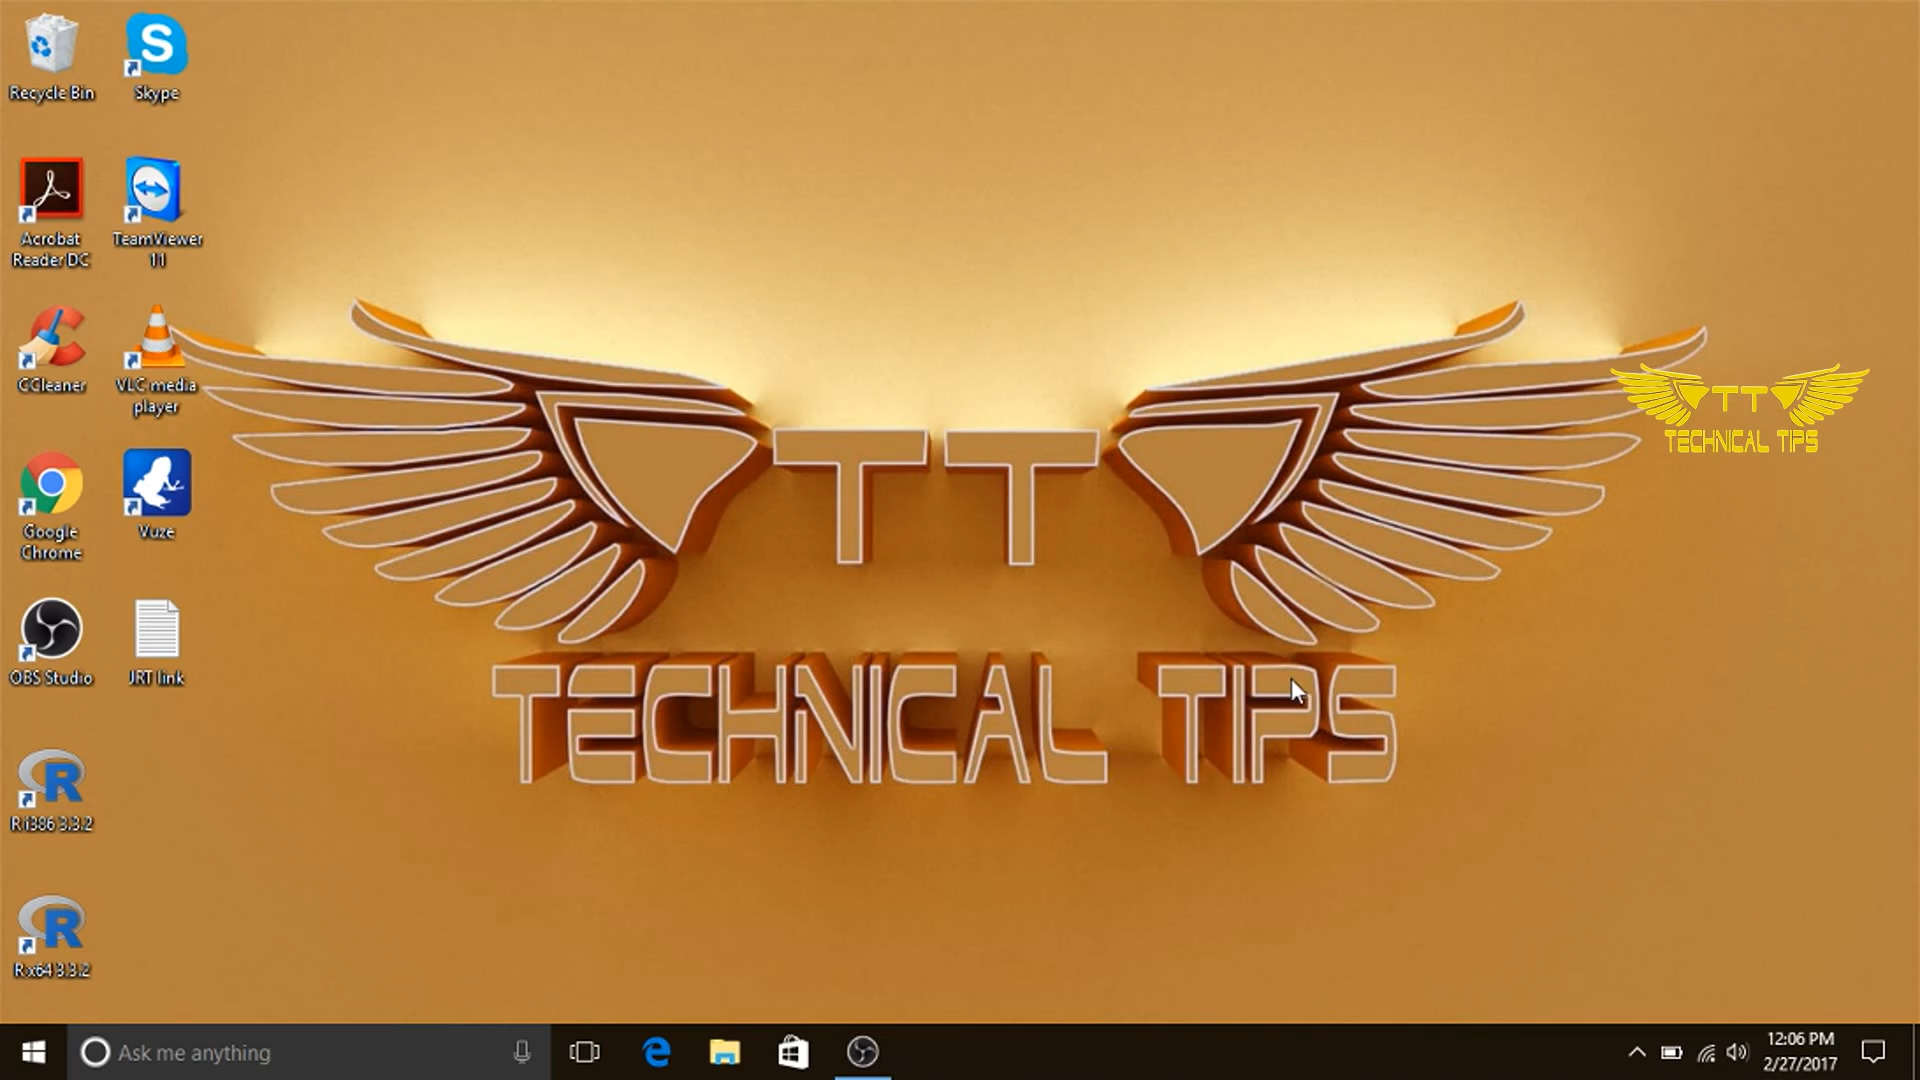 Recycle Bin
Skype
Acrobat
Reader DC
TeamViewer
11
CCleaner
VLC media
player
Google
Chrome
Vuze
OBS Studio
JRT link
R i386 3.3.2
R x64 3.3.2
TT
TECHNICAL TIPS
TT
TECHNICAL TIPS
Ask me anything
12:06 PM
2/27/2017